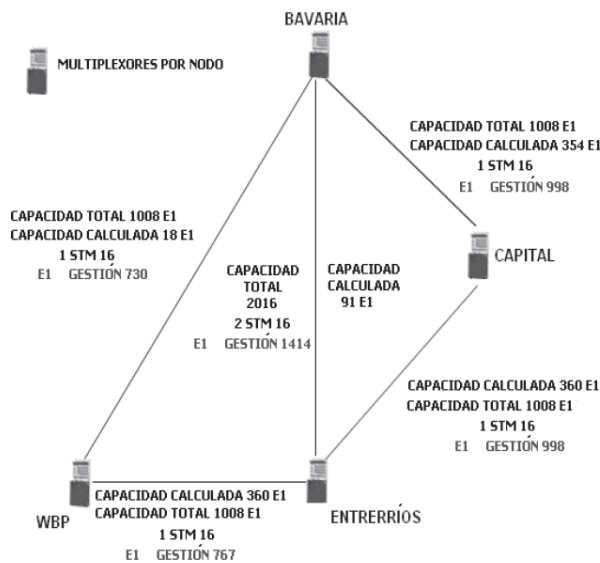 BAVARIA
MULTIPLEXORES POR NODO
CAPACIDAD TOTAL 1008 E1
CAPACIDAD CALCULADA 354 E1
1 STM 16
E1 GESTIÓN 998
CAPACIDAD TOTAL 1008 E1
CAPACIDAD CALCULADA 18 E1
1 STM 16
E1 GESTIÓN 730
CAPACIDAD
TOTAL
2016
2 STM 16
E1 GESTIÓN 1414
CAPACIDAD
CALCULADA
91 E1
CAPITAL
CAPACIDAD CALCULADA 360 E1
CAPACIDAD TOTAL 1008 E1
1 STM 16
E1 GESTIÓN 998
WBP
CAPACIDAD CALCULADA 360 E1
CAPACIDAD TOTAL 1008 E1
1 STM 16
E1 GESTIÓN 767
ENTRERRÍOS